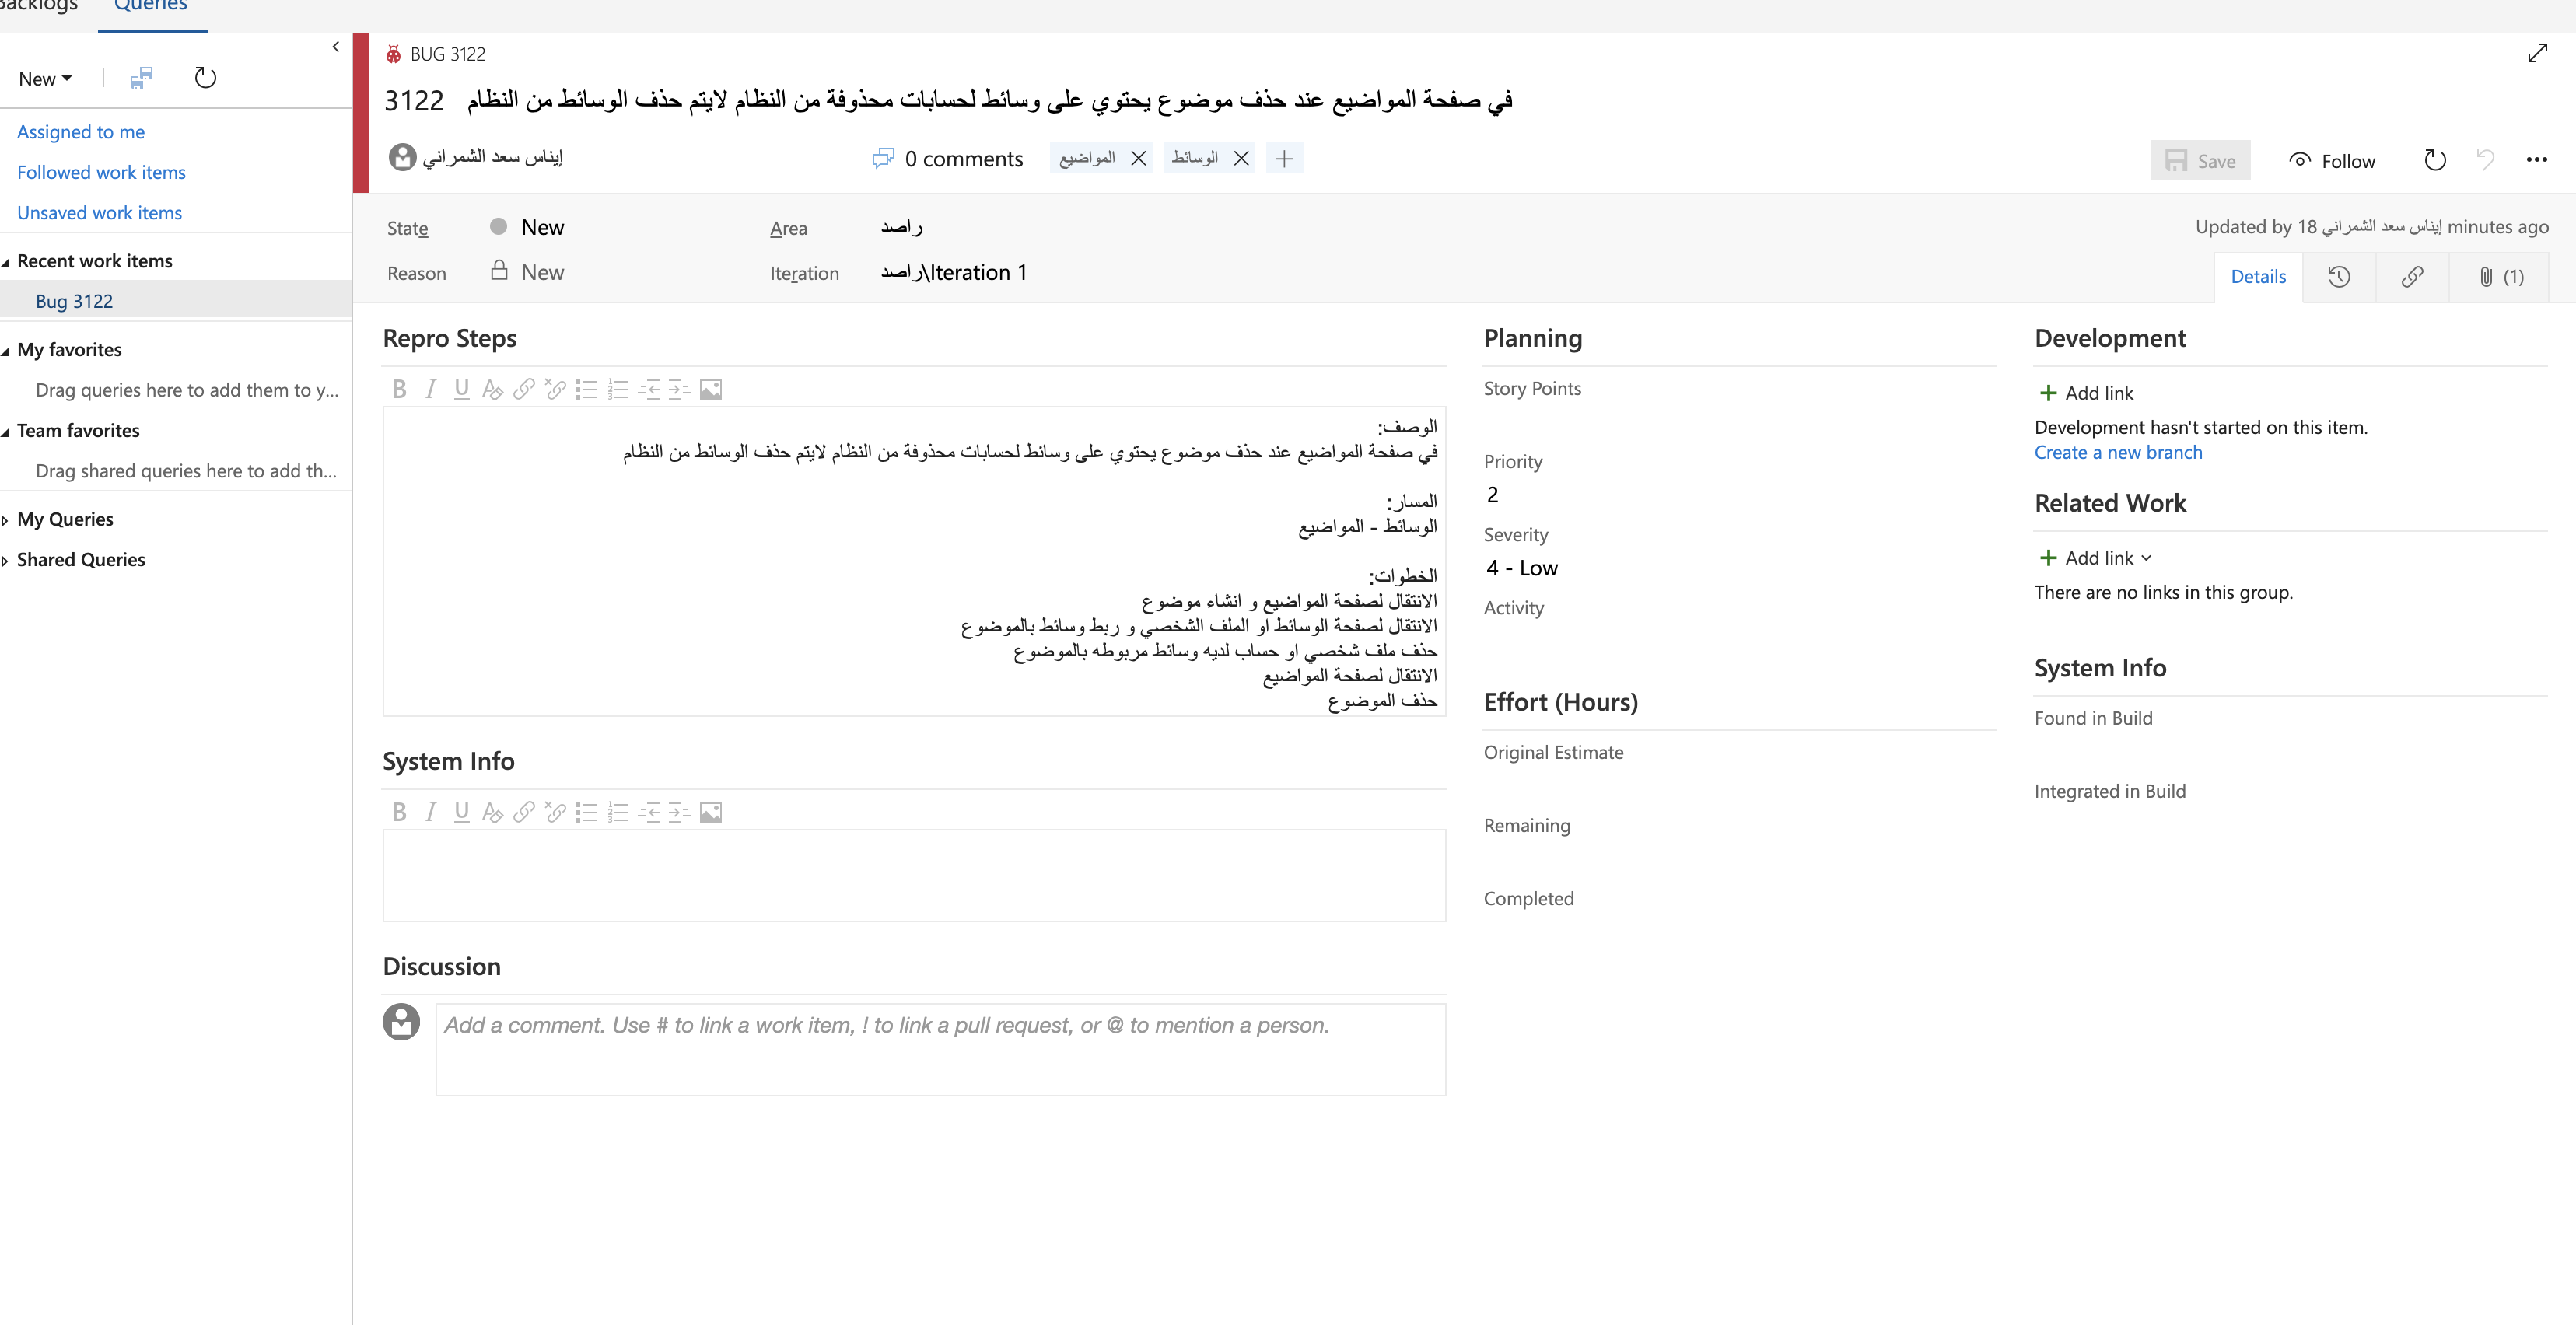 Backlogs
Queries
New
Assigned to me
Followed work items
Unsaved work items
Recent work items
Bug 3122
My favorites
Drag queries here to add them to y...
Team favorites
Drag shared queries here to add th...
My Queries
Shared Queries
BUG 3122
3122 في صفحة المواضيع عند حذف موضوع يحتوي على وسائط لحسابات محذوفة من النظام لايتم حذف الوسائط من النظام
إيناس سعد الشمراني
0 comments
المواضيع
الوسائط
Save
Follow
State New
Area راصد
Updated by إيناس سعد الشمراني 18 minutes ago
Reason New
Iteration راصد\Iteration 1
Details
(1)
Repro Steps
الوصف:
في صفحة المواضيع عند حذف موضوع يحتوي على وسائط لحسابات محذوفة من النظام لايتم حذف الوسائط من النظام
المسار:
الوسائط - المواضيع
الخطوات:
الانتقال لصفحة المواضيع و انشاء موضوع
الانتقال لصفحة الوسائط او الملف الشخصي و ربط وسائط بالموضوع
حذف ملف شخصي او حساب لديه وسائط مربوطه بالموضوع
الانتقال لصفحة المواضيع
حذف الموضوع
System Info
Discussion
Add a comment. Use # to link a work item, ! to link a pull request, or @ to mention a person.
Planning
Story Points
Priority
2
Severity
4 - Low
Activity
Effort (Hours)
Original Estimate
Remaining
Completed
Development
Add link
Development hasn't started on this item.
Create a new branch
Related Work
Add link
There are no links in this group.
System Info
Found in Build
Integrated in Build